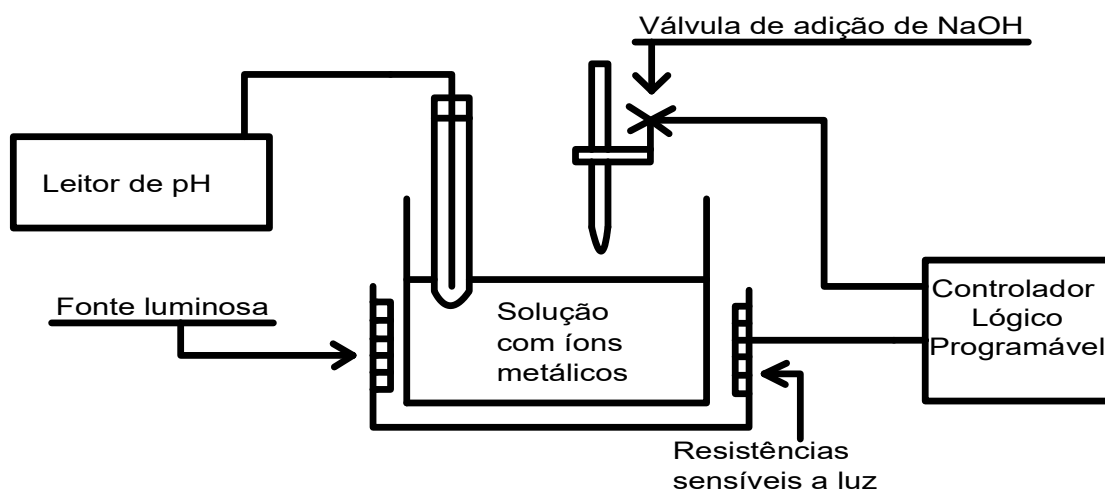 Válvula de adição de NaOH
Leitor de pH
Fonte luminosa
Solução
com íons
metálicos
Controlador
Lógico
Programável
Resistências
sensíveis a luz